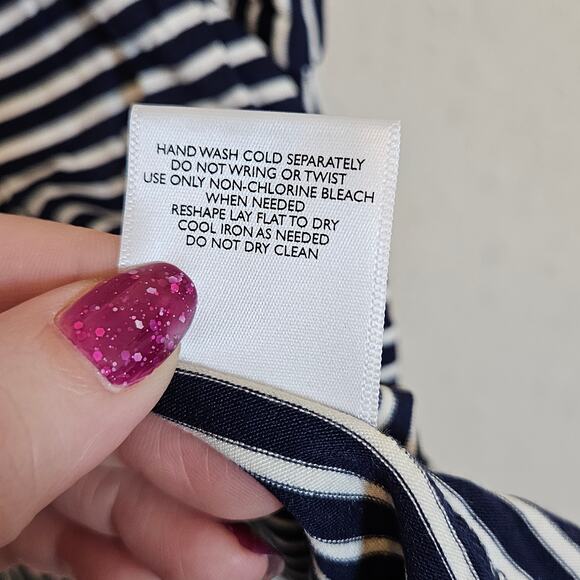 HAND WASH COLD SEPARATELY
DO NOT WRING OR TWIST
USE ONLY NON-CHLORINE BLEACH
WHEN NEEDED
RESHAPE LAY FLAT TO DRY
COOL IRON AS NEEDED
DO NOT DRY CLEAN